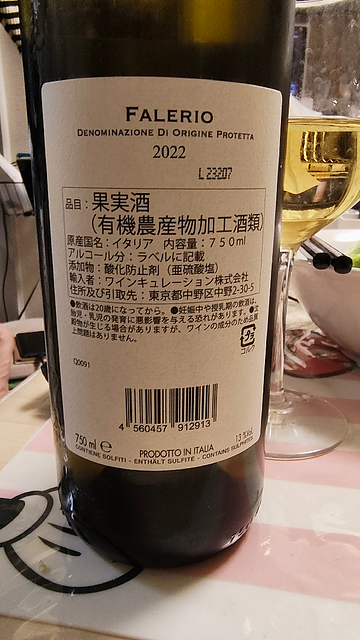 FALERIO
DENOMINAZIONE DI ORIGINE PROTETTA
2022
L 23207
品目：果実酒
（有機農産物加工酒類）
原産国名：イタリア 内容量：750ml
アルコール分：ラベルに記載
添加物：酸化防止剤（亜硫酸塩）
輸入者：ワインキュレーション株式会社
住所及び引取先：東京都中野区中野2-30-5
●飲酒は20歳になってから。●妊娠中や授乳期の飲酒は、
胎児・乳児の発育に悪影響を与える恐れがあります。●沈
殿物が生じる場合がありますが、ワインの成分のため品質
上問題はありません。
コルク
Q0091
4 560457 912913
750 ml e
PRODOTTO IN ITALIA
13 %vol.
CONTIENE SOLFITI - ENTHÄLT SULFITE - CONTAINS SULPHITES